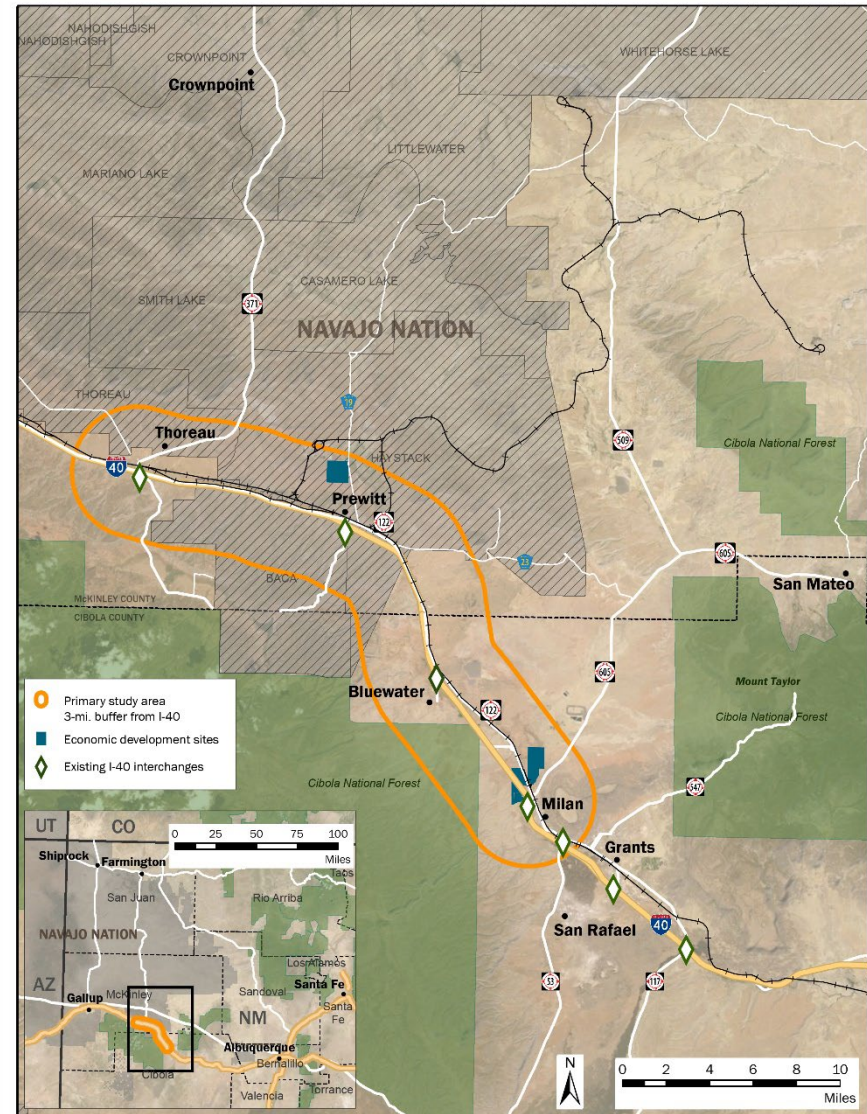 NAHODISHGISH
NAHODISHGISH
CROWNPOINT
WHITEHORSE LAKE
Crownpoint
LITTLEWATER
MARIANO LAKE
CASAMERO LAKE
SMITH LAKE
371
NAVAJO NATION
THOREAU
19
Thoreau
509
Cibola National Forest
HAYSTACK
40
Prewitt
122
23
605
BACA
San Mateo
McKINLEY COUNTY
CIBOLA COUNTY
605
Mount Taylor
Bluewater
122
Cibola National Forest
Primary study area
3-mi. buffer from I-40
Economic development sites
Existing I-40 interchanges
Cibola National Forest
547
Milan
Grants
San Rafael
40
53
117
UT
CO
0 25 50 75 100
Miles
Shiprock
Farmington
Taos
San Juan
Rio Arriba
NAVAJO NATION
Los Alamos
AZ
McKinley
Sandoval
Santa Fe
Gallup
Santa
Fe
NM
Albuquerque
Bernalillo
Cibola
Valencia
Torrance
N
0 2 4 6 8 10
Miles